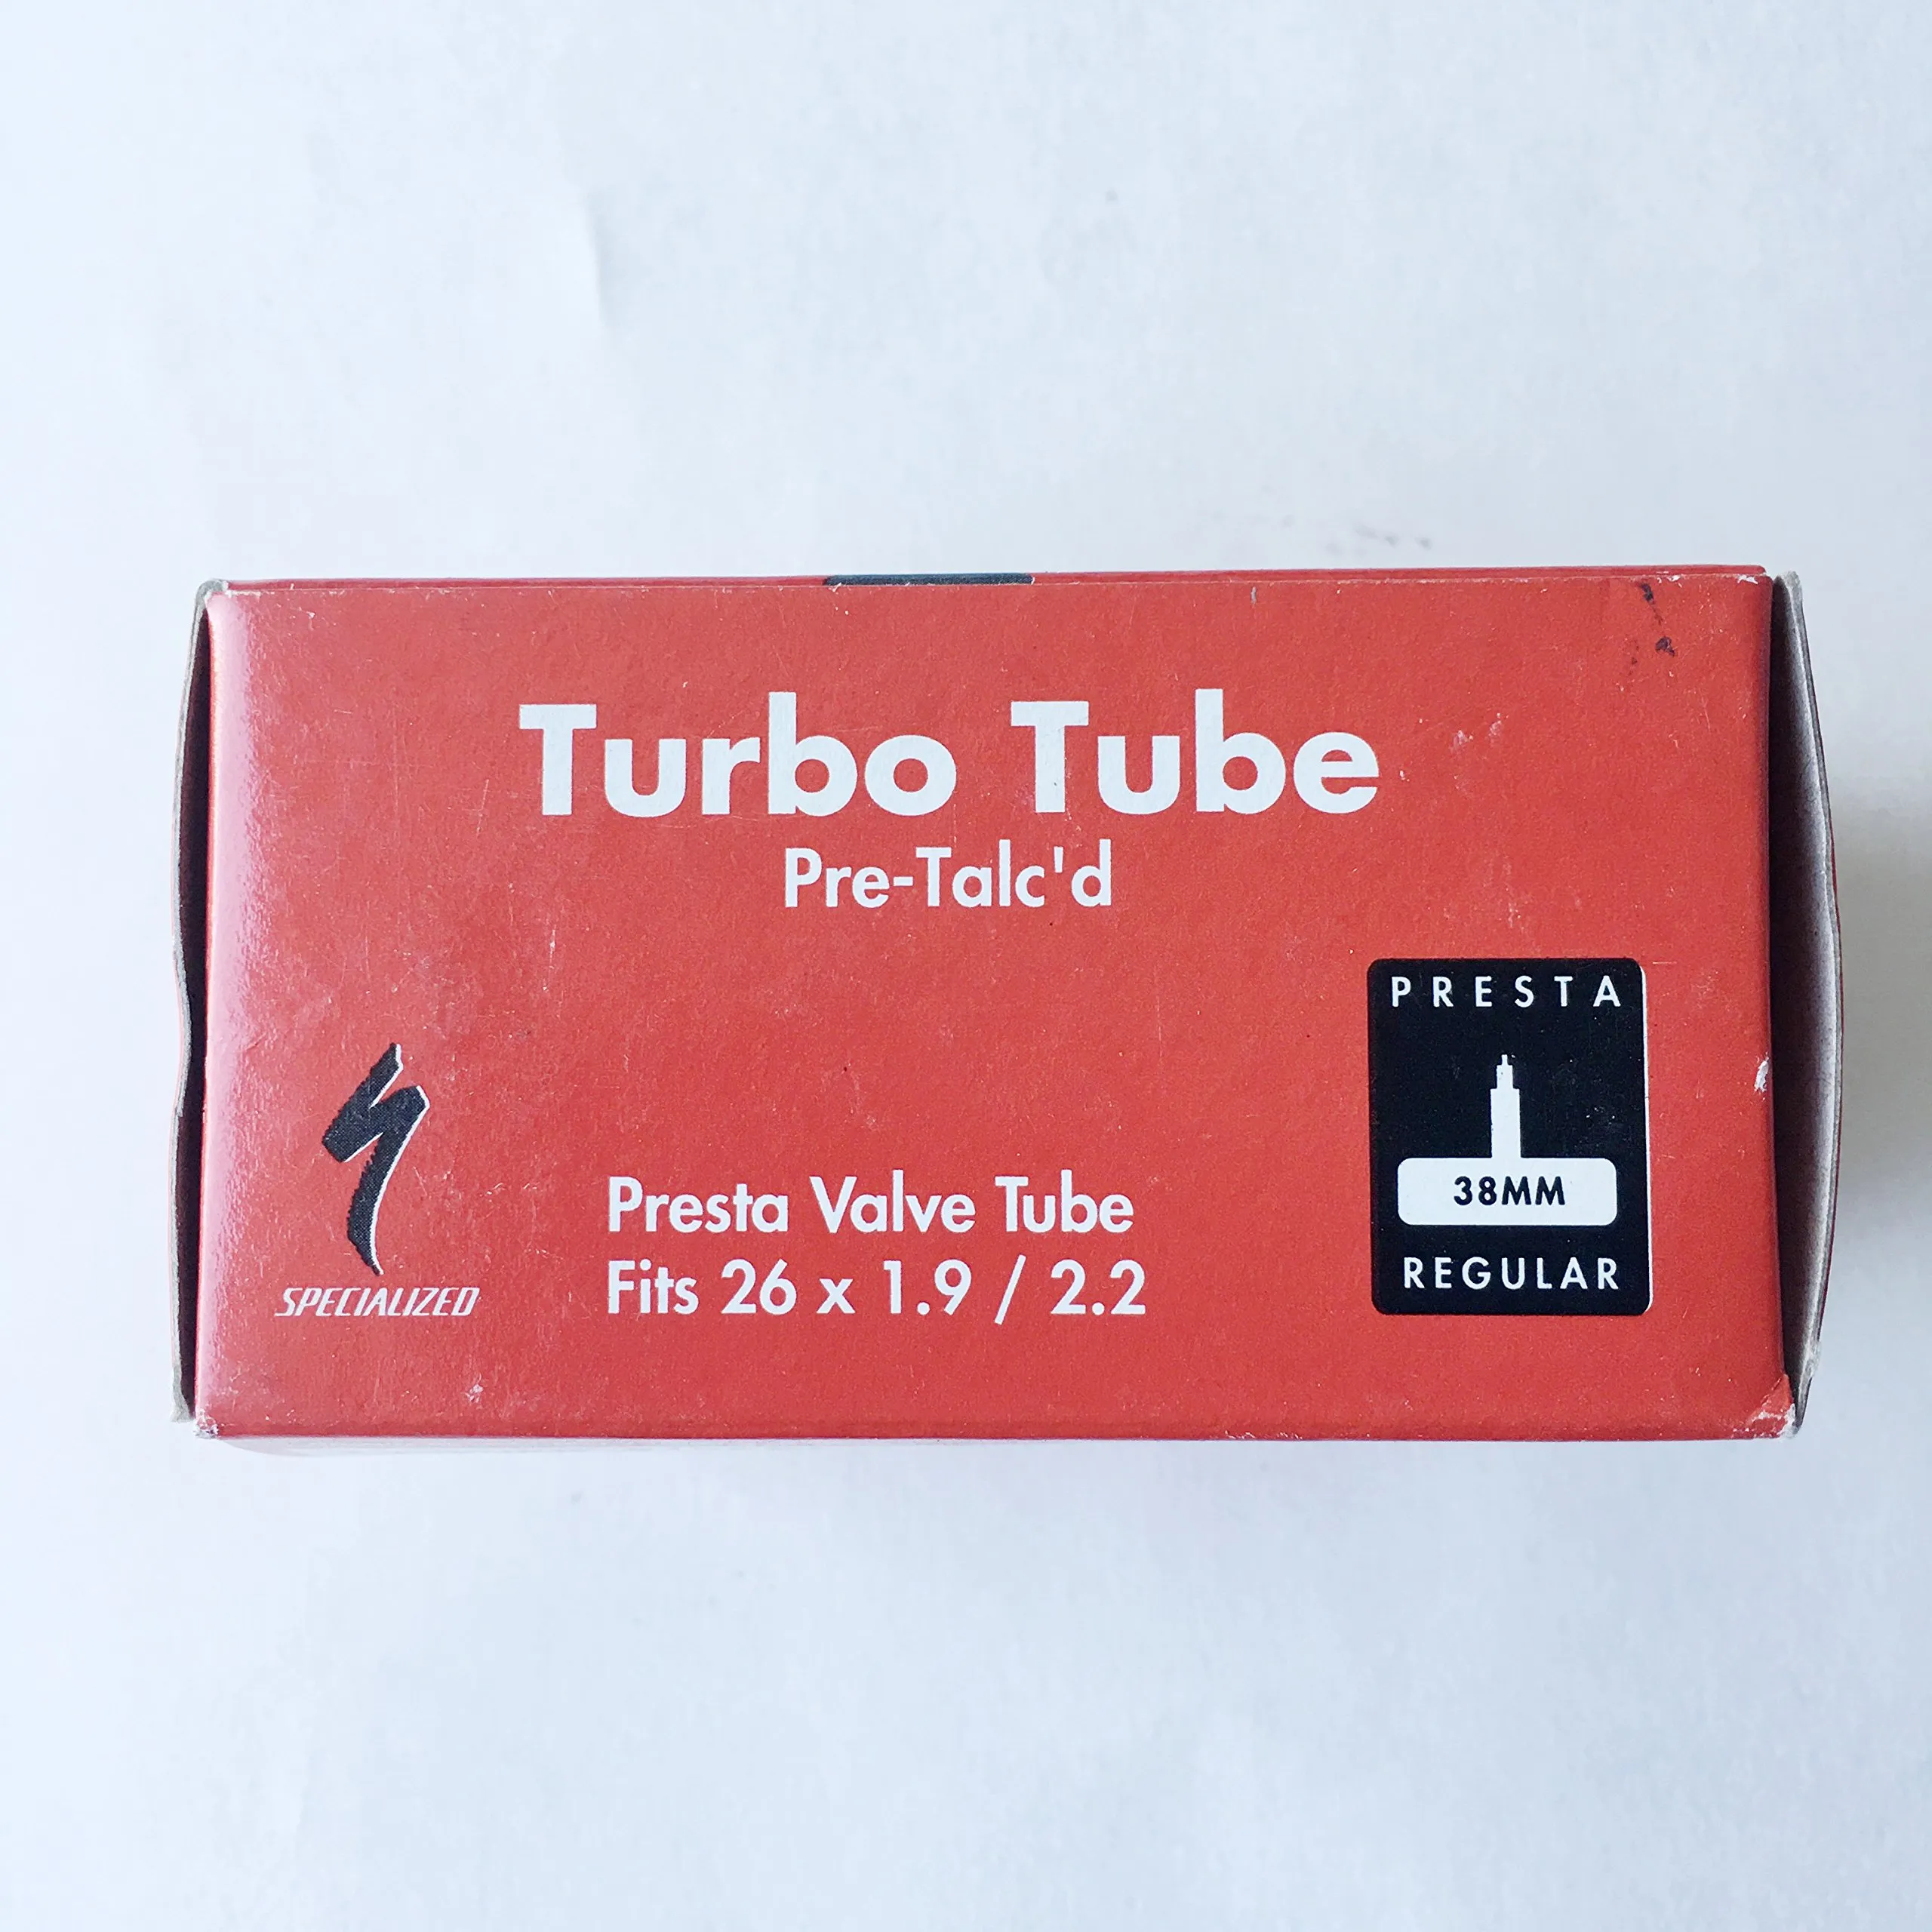 Turbo Tube
Pre-Talc'd
PRESTA
38MM
REGULAR
SPECIALIZED
Presta Valve Tube
Fits 26 x 1.9 / 2.2